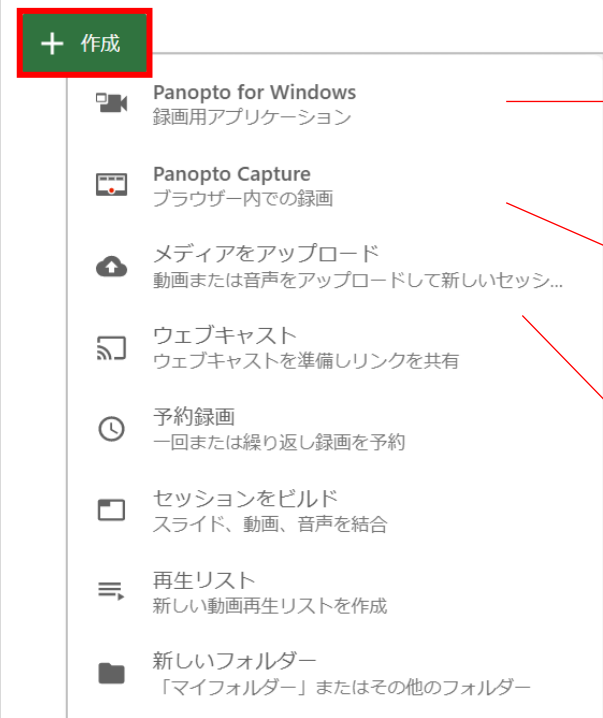 作成
Panopto for Windows
録画用アプリケーション
Panopto Capture
ブラウザー内での録画
メディアをアップロード
動画または音声をアップロードして新しいセッシ...
ウェブキャスト
ウェブキャストを準備しリンクを共有
予約録画
一回または繰り返し録画を予約
セッションをビルド
スライド、動画、音声を結合
再生リスト
新しい動画再生リストを作成
新しいフォルダー
「マイフォルダー」またはその他のフォルダー